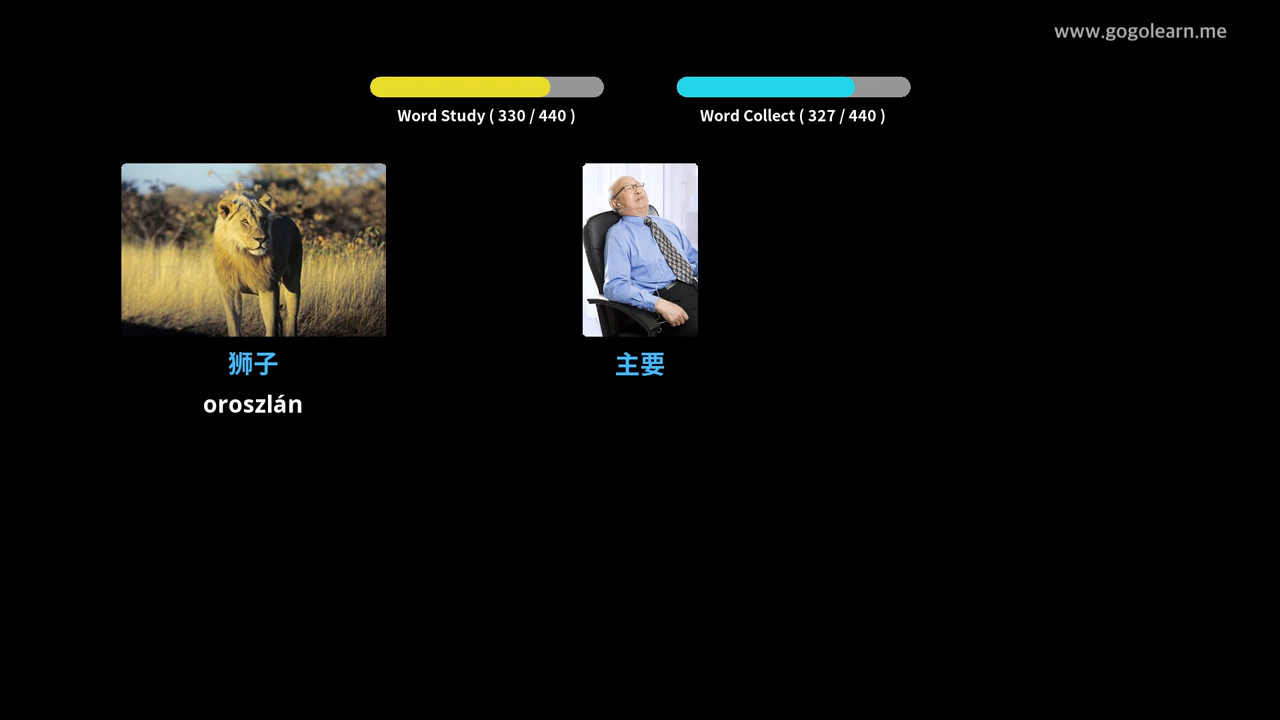 www.gogolearn.me
Word Study ( 330 / 440 )
Word Collect ( 327 / 440 )
狮子
主要
oroszlán